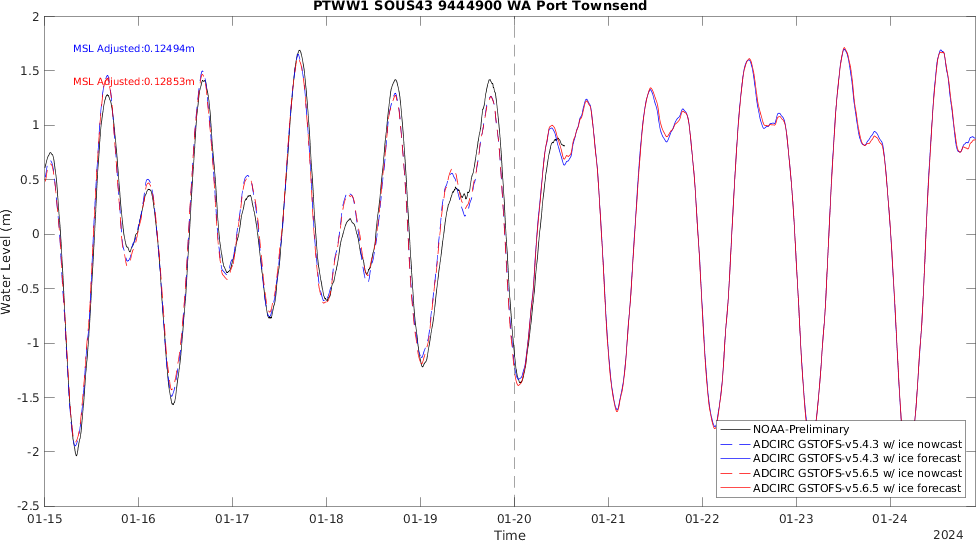 PTWW1 SOUS43 9444900 WA Port Townsend
2
MSL Adjusted:0.12494m
1.5
MSL Adjusted:0.12853m
1
0.5
0
-0.5
-1
-1.5
-2
-2.5
Water Level (m)
NOAA-Preliminary
ADCIRC GSTOFS-v5.4.3 w/ ice nowcast
ADCIRC GSTOFS-v5.4.3 w/ ice forecast
ADCIRC GSTOFS-v5.6.5 w/ ice nowcast
ADCIRC GSTOFS-v5.6.5 w/ ice forecast
01-15 01-16 01-17 01-18 01-19 01-20 01-21 01-22 01-23 01-24
Time
2024